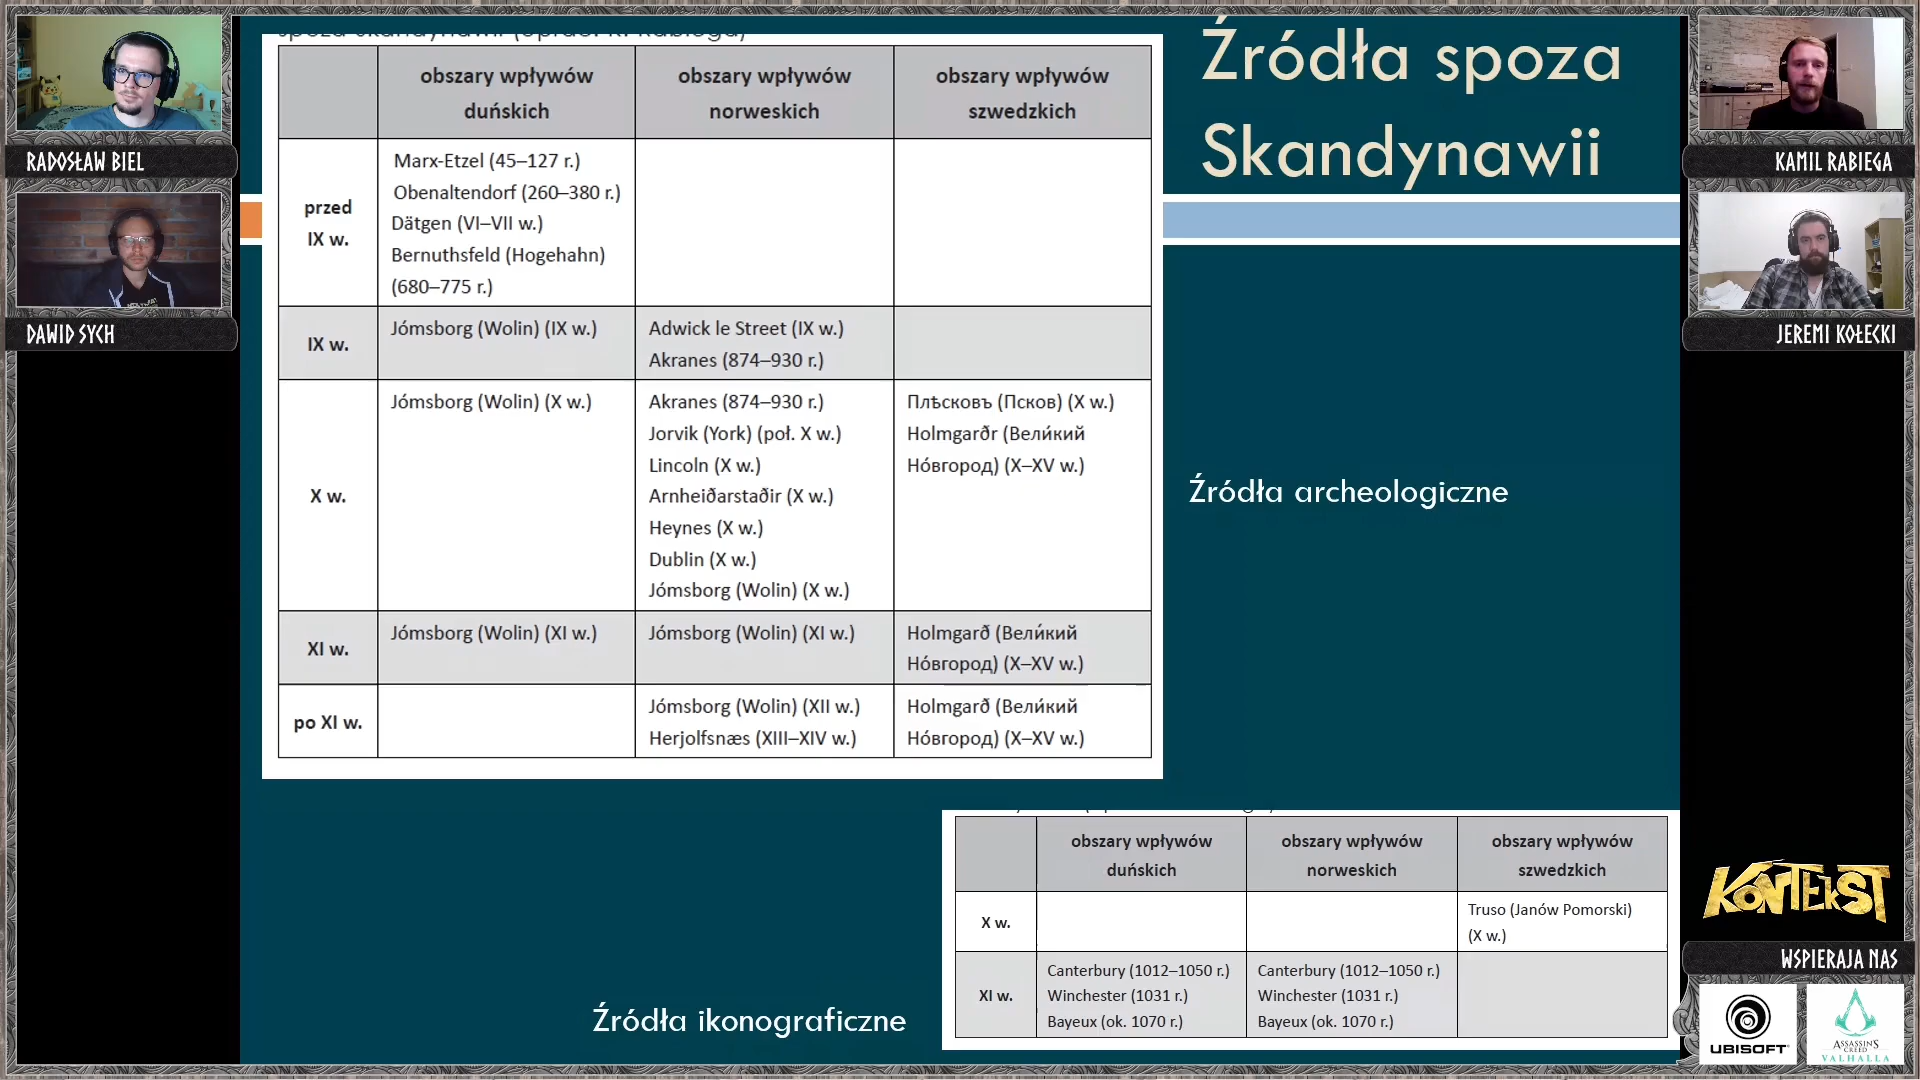 Źródła spoza
Skandynawii
RADOSŁAW BIEL
DAWID SYCH
KAMIL RABIEGA
JEREMI KOŁECKI
spoza Skandynawii (oprac. K. Rabiega)
obszary wpływów
duńskich
obszary wpływów
norweskich
obszary wpływów
szwedzkich
przed
IX w.
Marx-Etzel (45–127 r.)
Obenaltendorf (260–380 r.)
Dätgen (VI–VII w.)
Bernuthsfeld (Hogehahn)
(680–775 r.)
IX w.
Jómsborg (Wolin) (IX w.)
Adwick le Street (IX w.)
Akranes (874–930 r.)
X w.
Jómsborg (Wolin) (X w.)
Akranes (874–930 r.)
Jorvik (York) (poł. X w.)
Lincoln (X w.)
Arnheiðarstaðir (X w.)
Heynes (X w.)
Dublin (X w.)
Jómsborg (Wolin) (X w.)
Плѣсковъ (Псков) (X w.)
Holmgarðr (Вели́кий
Но́вгород) (X–XV w.)
XI w.
Jómsborg (Wolin) (XI w.)
Jómsborg (Wolin) (XI w.)
Holmgarð (Вели́кий
Но́вгород) (X–XV w.)
po XI w.
Jómsborg (Wolin) (XII w.)
Herjolfsnæs (XIII–XIV w.)
Holmgarð (Вели́кий
Но́вгород) (X–XV w.)
Źródła archeologiczne
obszary wpływów
duńskich
obszary wpływów
norweskich
obszary wpływów
szwedzkich
X w.
Truso (Janów Pomorski)
(X w.)
XI w.
Canterbury (1012–1050 r.)
Winchester (1031 r.)
Bayeux (ok. 1070 r.)
Canterbury (1012–1050 r.)
Winchester (1031 r.)
Bayeux (ok. 1070 r.)
Źródła ikonograficzne
KONTEKST
WSPIERAJA NAS
UBISOFT
ASSASSIN'S
CREED
VALHALLA